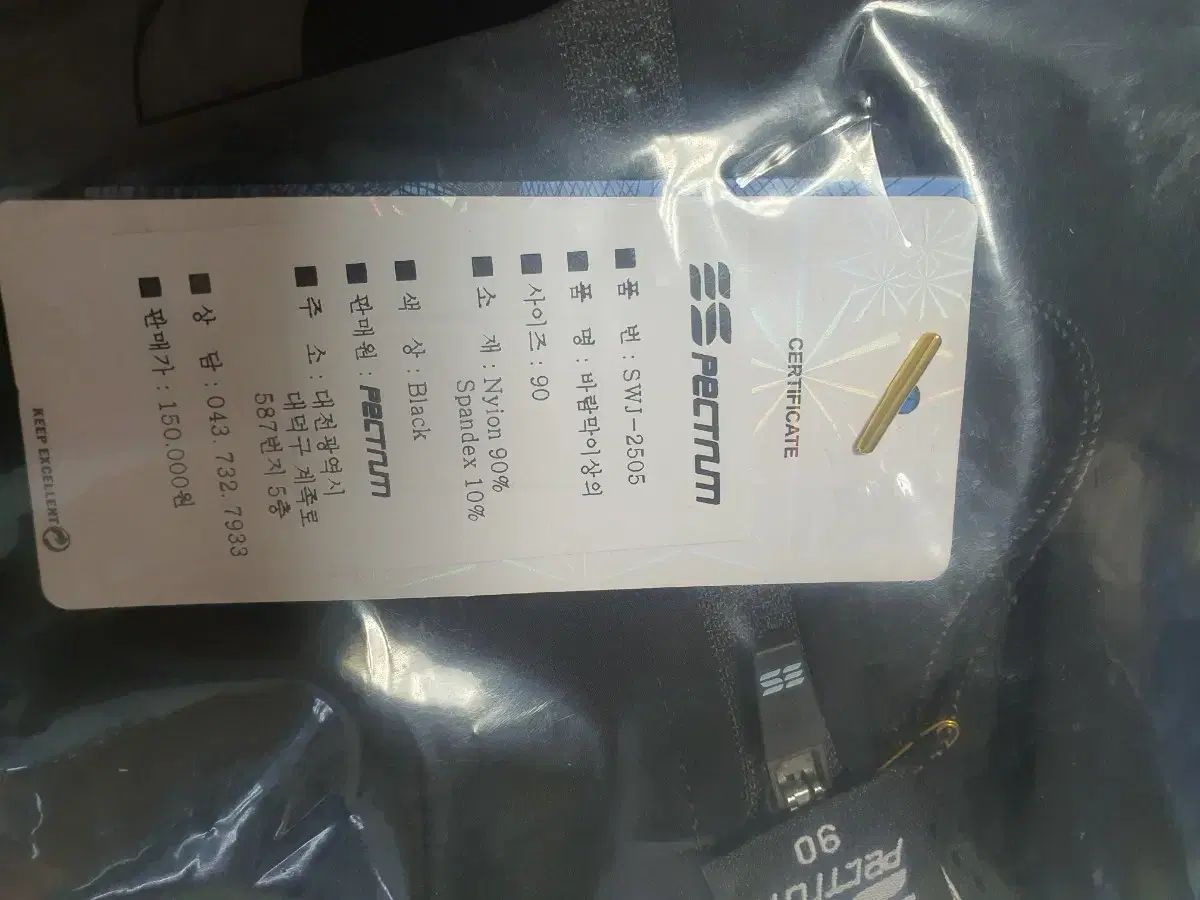 CERTIFICATE
PECTRUM
■ 품 번 : SWJ-2505
■ 품 명 : 바람막이상의
■ 사이즈 : 90
■ 소 재 : Nyion 90%
Spandex 10%
■ 색 상 : Black
■ 판매원 : PECTRUM
■ 주 소 : 대전광역시
대덕구 계족로
587번지 5층
■ 상 담 : 043. 732. 7933
■ 판매가 : 150.000원
KEEP EXCELLENT
90